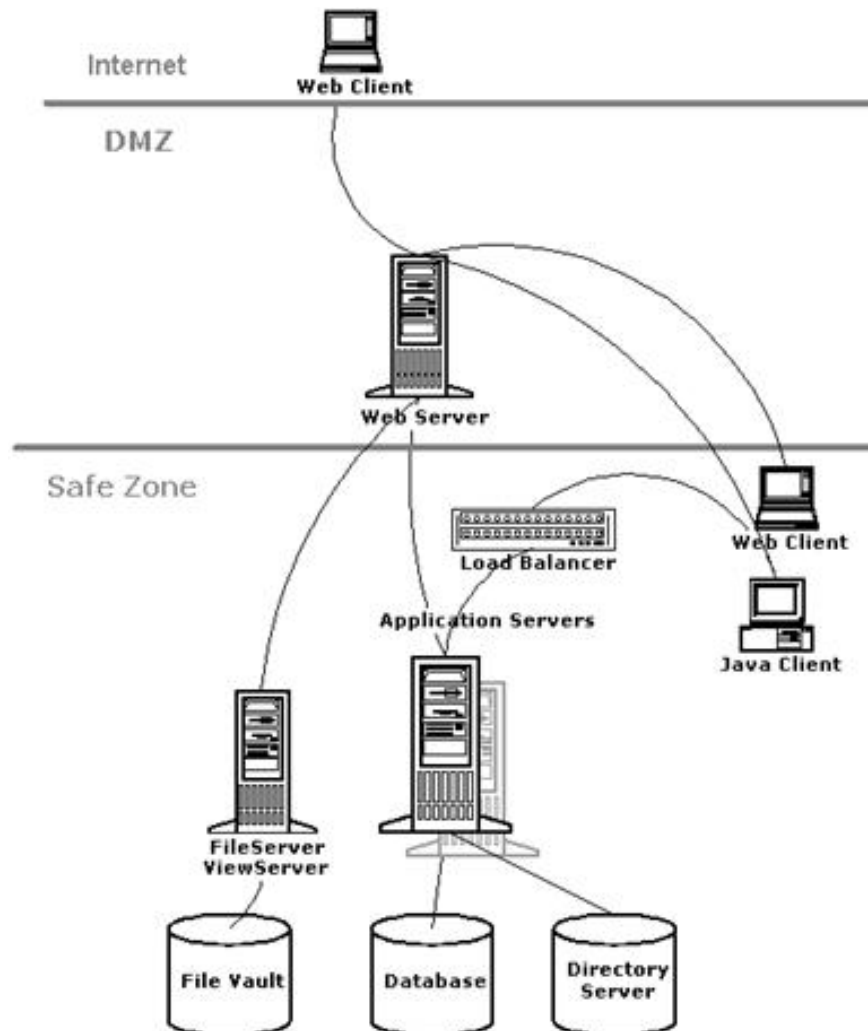 Internet
Web Client
DMZ
Web Server
Safe Zone
Web Client
Load Balancer
Application Servers
Java Client
FileServer
ViewServer
File Vault
Database
Directory
Server